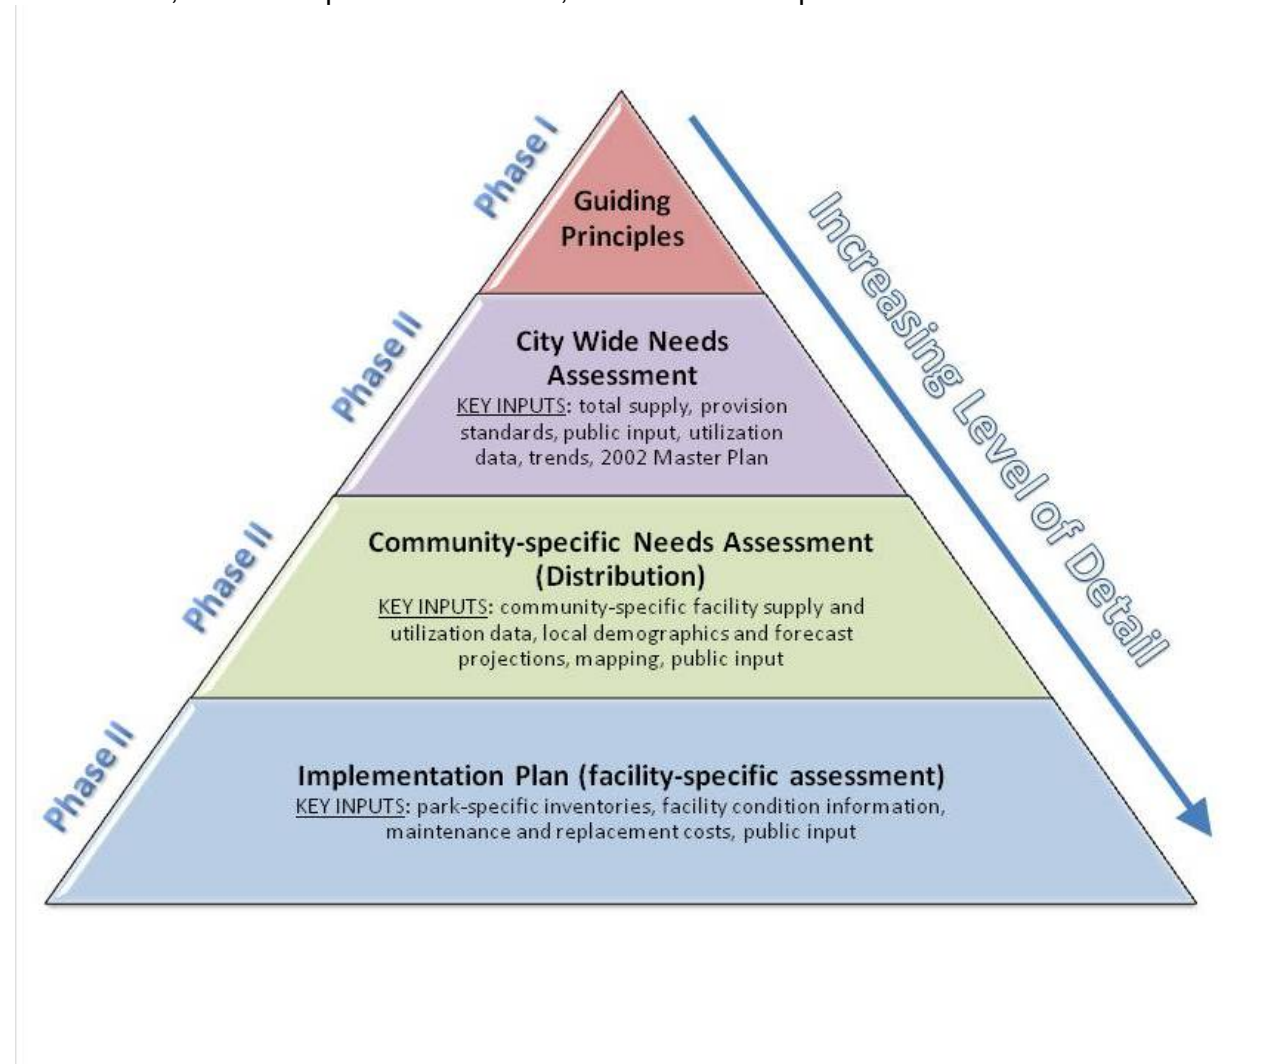 Phase I
Guiding
Principles
Increasing Level of Detail
Phase II
City Wide Needs
Assessment
KEY INPUTS: total supply, provision
standards, public input, utilization
data, trends, 2002 Master Plan
Phase II
Community-specific Needs Assessment
(Distribution)
KEY INPUTS: community-specific facility supply and
utilization data, local demographics and forecast
projections, mapping, public input
Phase II
Implementation Plan (facility-specific assessment)
KEY INPUTS: park-specific inventories, facility condition information,
maintenance and replacement costs, public input